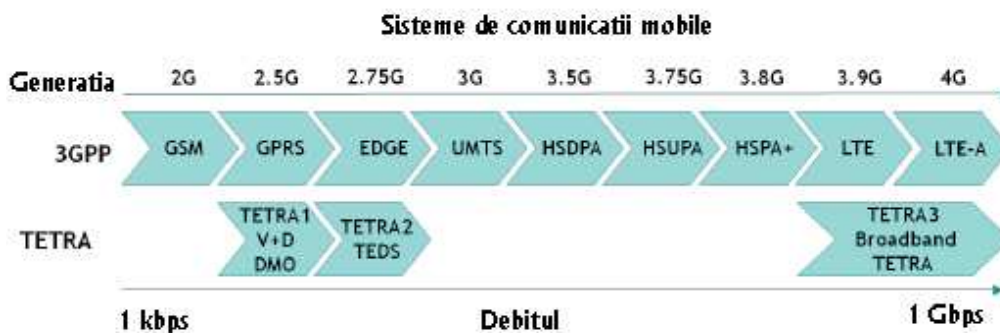 Sisteme de comunicatii mobile
Generatia 2G 2.5G 2.75G 3G 3.5G 3.75G 3.8G 3.9G 4G
3GPP GSM GPRS EDGE UMTS HSDPA HSUPA HSPA+ LTE LTE-A
TETRA
TETRA1
V+D
DMO
TETRA2
TEDS
TETRA3
Broadband
TETRA
1 kbps Debitul 1 Gbps